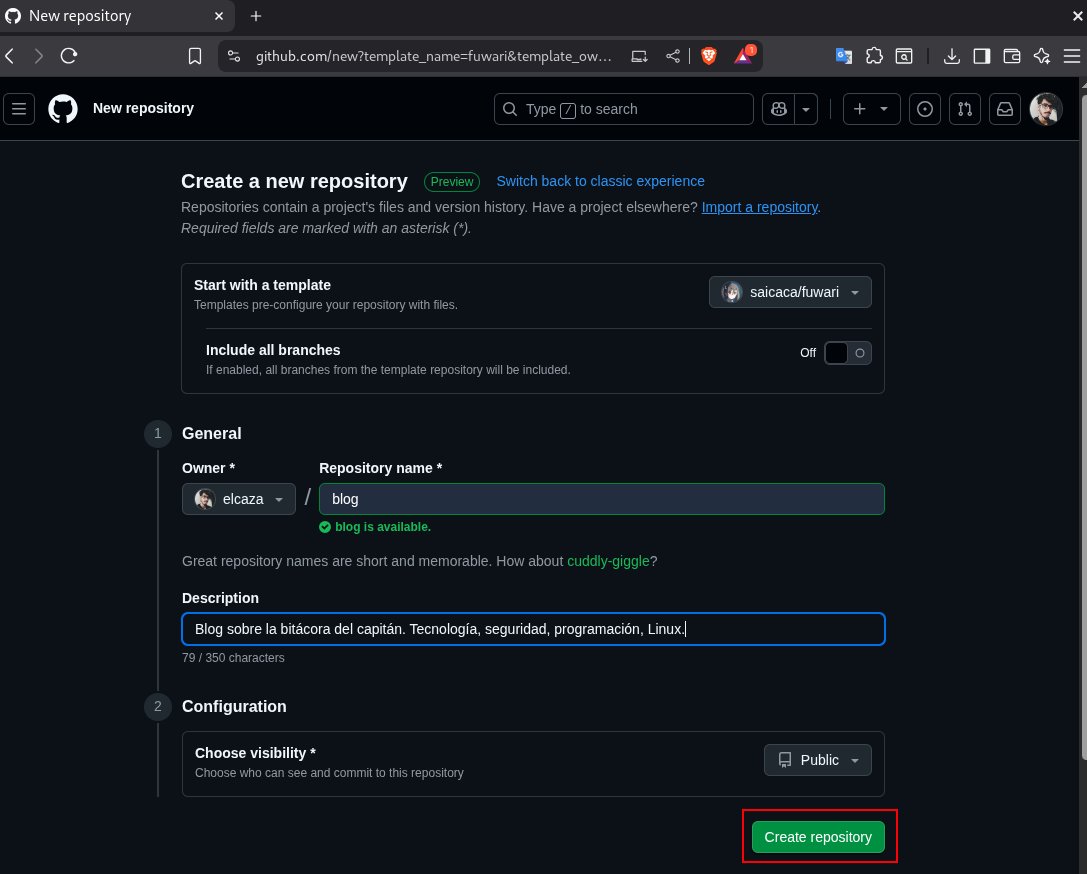 New repository
github.com/new?template_name=fuwari&template_ow…
1
New repository
Type / to search
Create a new repository Preview Switch back to classic experience
Repositories contain a project's files and version history. Have a project elsewhere? Import a repository.
Required fields are marked with an asterisk (*).
Start with a template
Templates pre-configure your repository with files.
saicaca/fuwari
Include all branches
If enabled, all branches from the template repository will be included.
Off
1 General
Owner * Repository name *
elcaza / blog
blog is available.
Great repository names are short and memorable. How about cuddly-giggle?
Description
Blog sobre la bitácora del capitán. Tecnología, seguridad, programación, Linux.
79 / 350 characters
2 Configuration
Choose visibility *
Choose who can see and commit to this repository
Public
Create repository